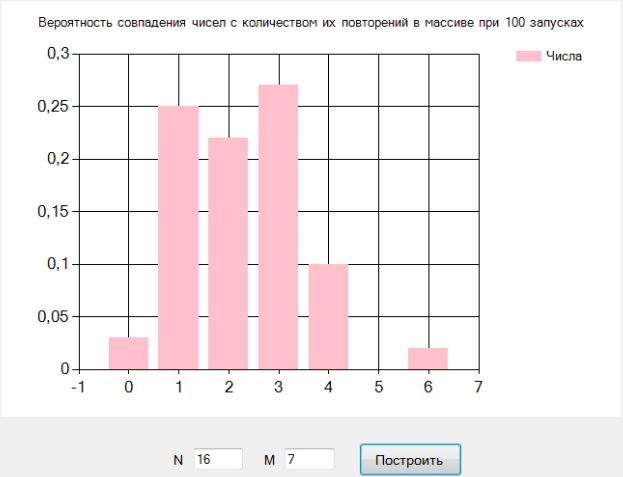 Вероятность совпадения чисел с количеством их повторений в массиве при 100 запусках
Числа
0,3
0,25
0,2
0,15
0,1
0,05
0
-1 0 1 2 3 4 5 6 7
N 16 M 7 Построить